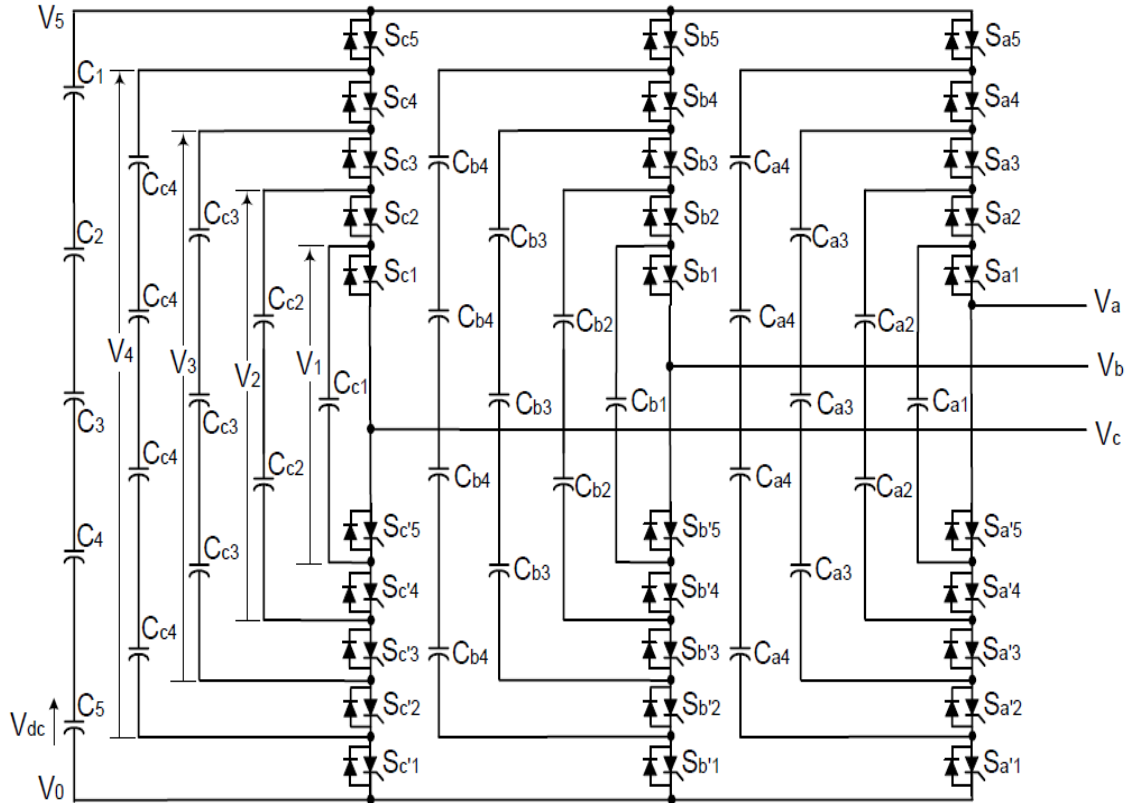 V5 Sc5 Sb5 Sa5
C1 Sc4 Sb4 Sa4
Cc4 Sc3 Cb4 Sb3 Ca4 Sa3
C2 Cc3 Sc2 Cb3 Sb2 Ca3 Sa2
Sc1 Sb1 Sa1
Cc4 Cc2 Cb4 Cb2 Ca4 Ca2 Va
V4 V3 V2 V1 Vb
C3 Cc3 Cc1 Cb3 Cb1 Ca3 Ca1
Vc
Cc4 Cc2 Cb4 Cb2 Ca4 Ca2
C4 Cc3 Sc'5 Cb3 Sb'5 Ca3 Sa'5
Sc'4 Sb'4 Sa'4
Cc4 Sc'3 Cb4 Sb'3 Ca4 Sa'3
Vdc C5 Sc'2 Sb'2 Sa'2
V0 Sc'1 Sb'1 Sa'1